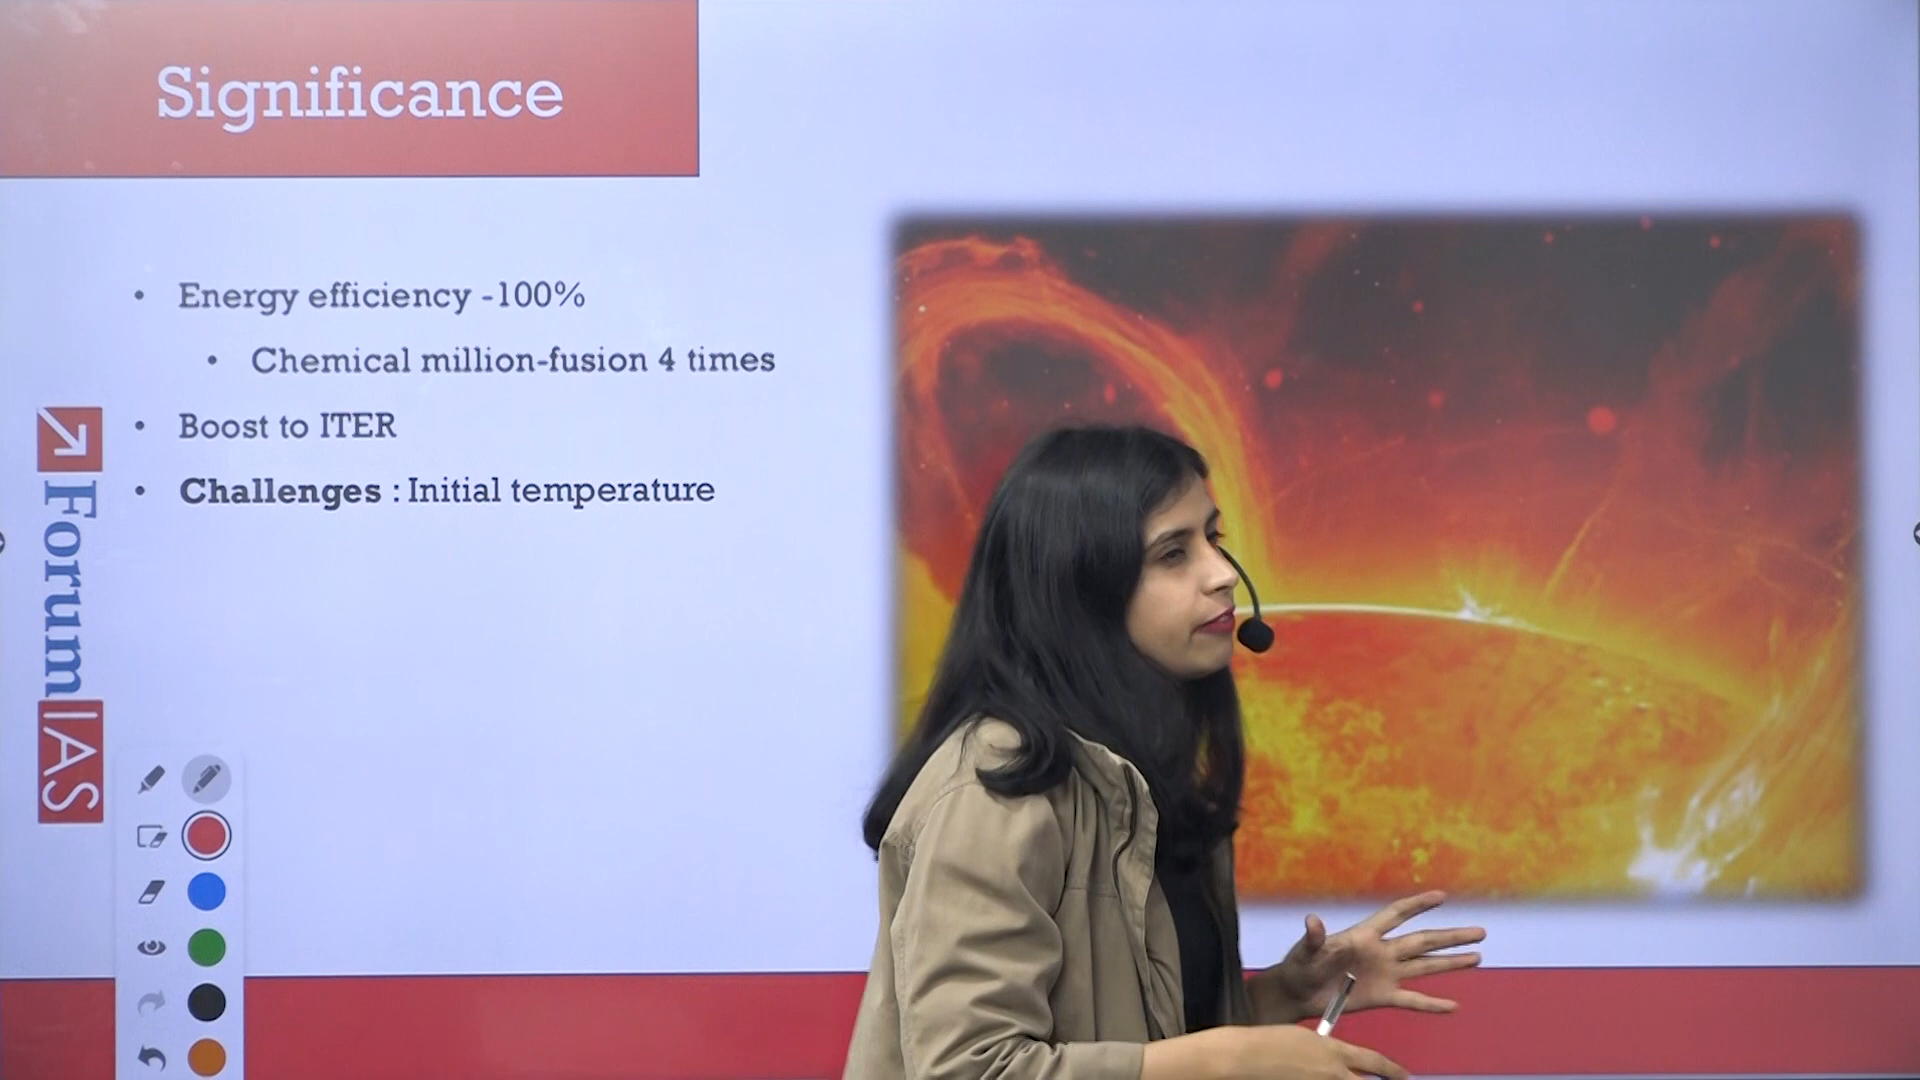 Significance
• Energy efficiency -100%
• Chemical million-fusion 4 times
• Boost to ITER
• Challenges : Initial temperature
ForumIAS